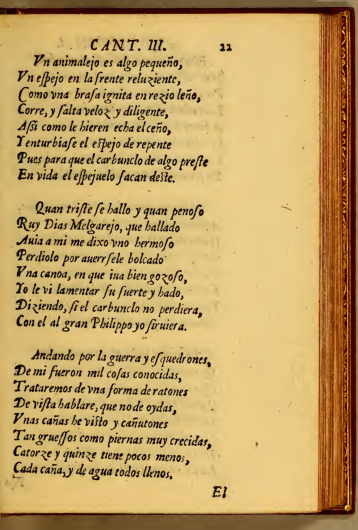 CANT. III. 22
Vn animalejo es algo pequeño,
Vn eſpejo en la frente reluziente,
Como vna braſa ignita en rezio leño,
Corre, y ſalta veloz y diligente,
Aſsi como le hieren echa el ceño,
Y enturbiaſe el eſpejo de repente
Pues para que el carbunclo de algo preſte
En vida el eſpejuelo ſacan deſte.
Quan triſte ſe hallo y quan penoſo
Ruy Dias Melgarejo, que hallado
Auia a mi me dixo vno hermoſo
Perdiolo por auerſele bolcado
Vna canoa, en que iua bien gozoſo,
Yo le vi lamentar ſu ſuerte y hado,
Diziendo, ſi el carbunclo no perdiera,
Con el al gran Philippo yo ſiruiera.
Andando por la guerra y eſquedrones,
De mi fueron mil coſas conocidas,
Trataremos de vna forma de ratones
De viſta hablare, que no de oydas,
Vnas cañas he viſto y cañutones
Tan grueſſos como piernas muy crecidas,
Catorze y quinze tiene pocos menos,
Cada caña, y de agua todos llenos.
El